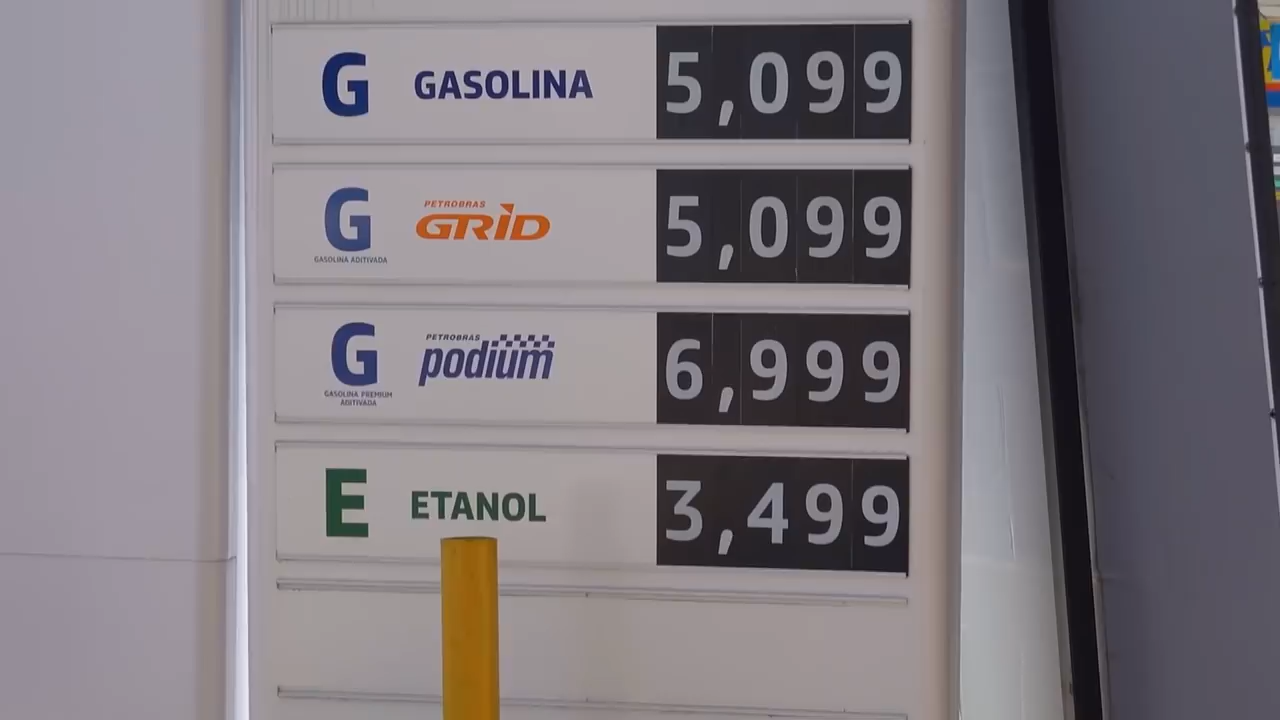 G GASOLINA 5,099
G PETROBRAS GRID 5,099
GASOLINA ADITIVADA
G PETROBRAS podium 6,999
GASOLINA PREMIUM
ADITIVADA
E ETANOL 3,499